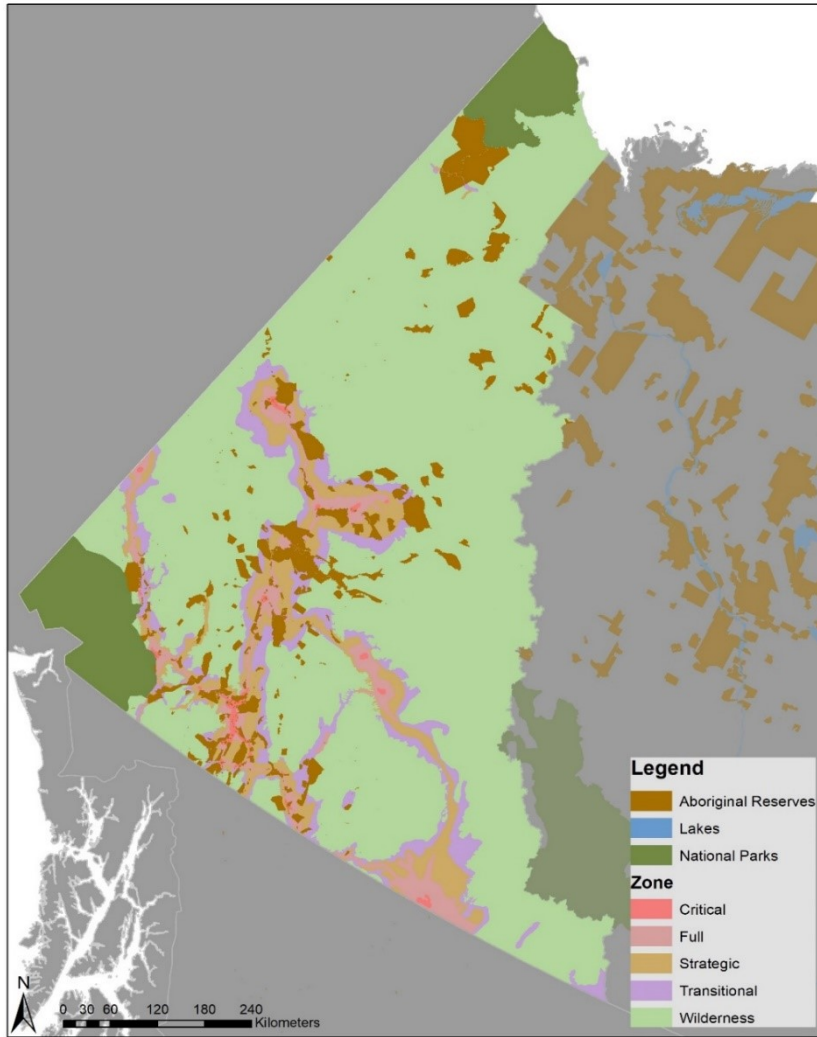 Legend
Aboriginal Reserves
Lakes
National Parks
Zone
Critical
Full
Strategic
Transitional
Wilderness
N
0 30 60 120 180 240
Kilometers